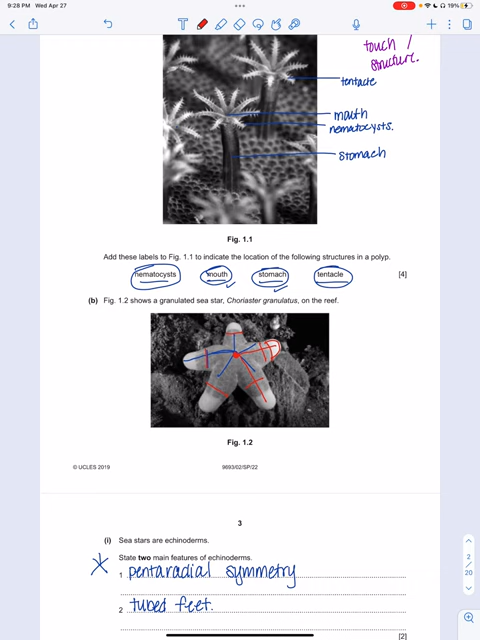 9:28 PM Wed Apr 27
19%
touch /
structure.
tentacle
mouth
nematocysts.
stomach
Fig. 1.1
Add these labels to Fig. 1.1 to indicate the location of the following structures in a polyp.
nematocysts mouth stomach tentacle [4]
(b) Fig. 1.2 shows a granulated sea star, Choriaster granulatus, on the reef.
Fig. 1.2
© UCLES 2019 9693/02/SP/22
3
(i) Sea stars are echinoderms.
State two main features of echinoderms.
1 pentaradial symmetry
2 tubed feet.
[2]
2
/
20